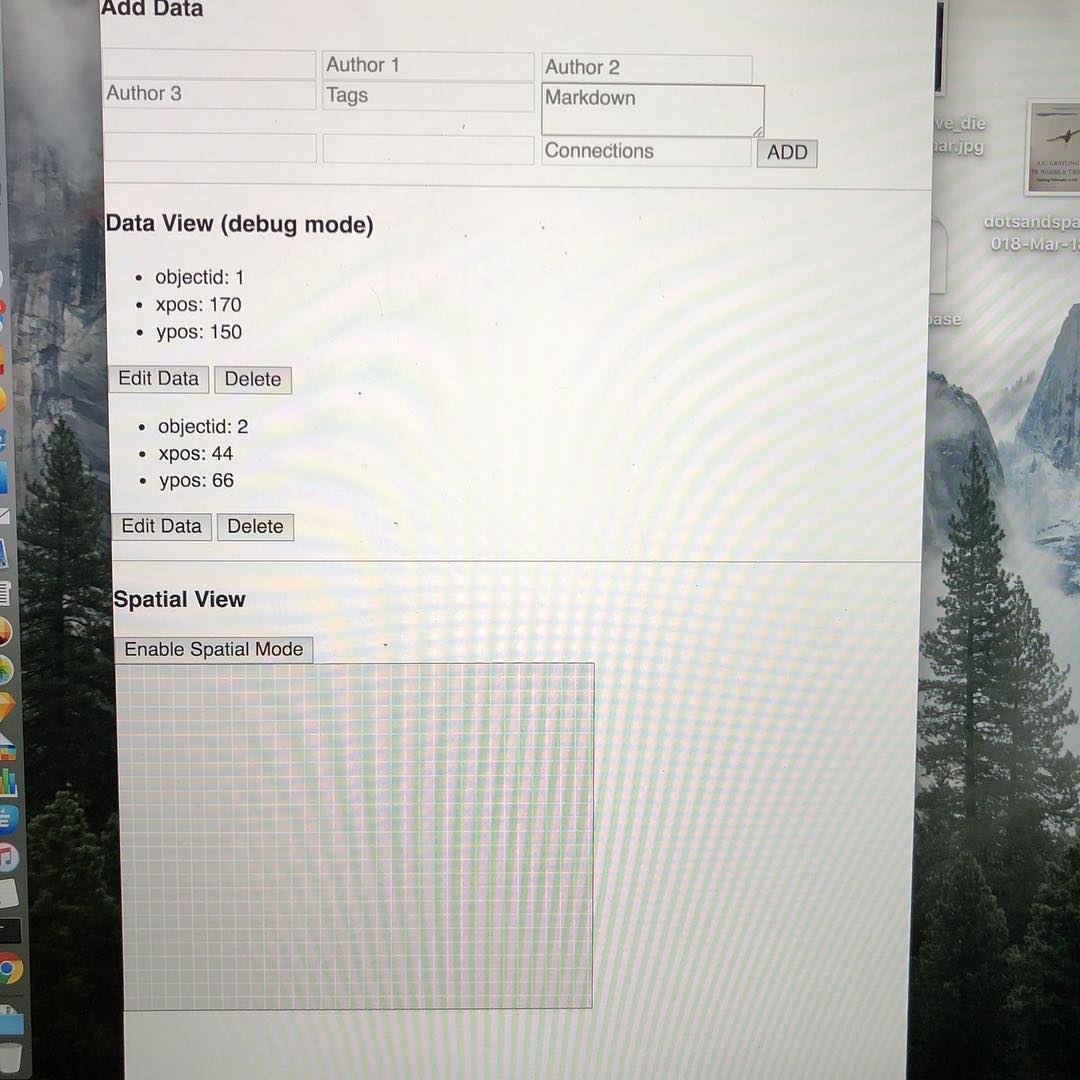 Add Data
Author 1
Author 2
Author 3
Tags
Markdown
Connections
ADD
Data View (debug mode)
objectid: 1
xpos: 170
ypos: 150
Edit Data Delete
objectid: 2
xpos: 44
ypos: 66
Edit Data Delete
Spatial View
Enable Spatial Mode
ve_die
aar.jpg
A.C. GRAYLING
dotsandspa
018-Mar-1
base